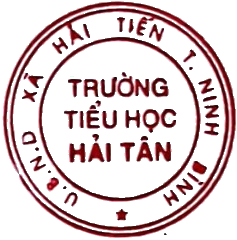 U.B.N.D XÃ HẢI TIẾN T. NINH BÌNH
TRƯỜNG
TIỂU HỌC
HẢI TÂN